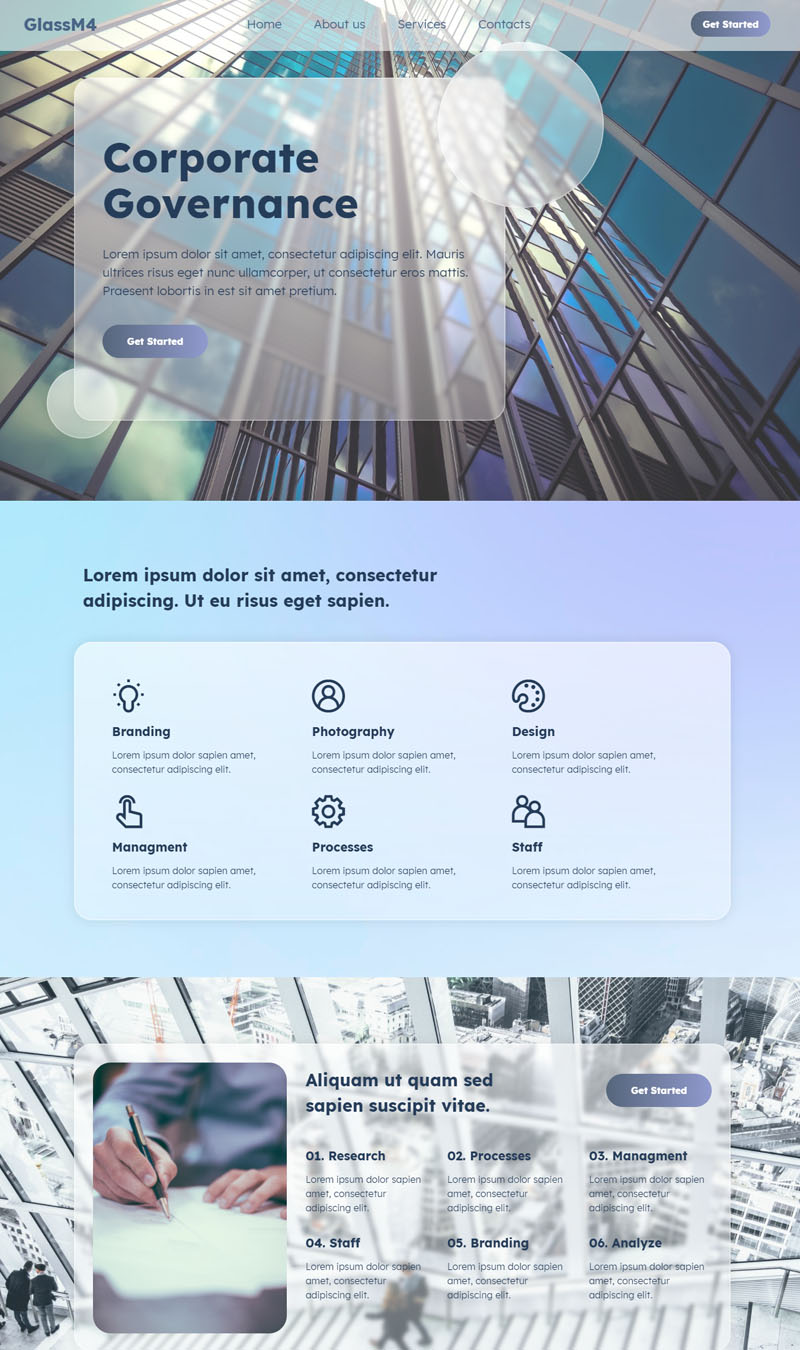 GlassM4
Home
About us
Services
Contacts
Get Started
Corporate
Governance
Lorem ipsum dolor sit amet, consectetur adipiscing elit. Mauris
ultrices risus eget nunc ullamcorper, ut consectetur eros mattis.
Praesent lobortis in est sit amet pretium.
Get Started
Lorem ipsum dolor sit amet, consectetur
adipiscing. Ut eu risus eget sapien.
Branding
Lorem ipsum dolor sapien amet,
consectetur adipiscing elit.
Photography
Lorem ipsum dolor sapien amet,
consectetur adipiscing elit.
Design
Lorem ipsum dolor sapien amet,
consectetur adipiscing elit.
Managment
Lorem ipsum dolor sapien amet,
consectetur adipiscing elit.
Processes
Lorem ipsum dolor sapien amet,
consectetur adipiscing elit.
Staff
Lorem ipsum dolor sapien amet,
consectetur adipiscing elit.
Aliquam ut quam sed
sapien suscipit vitae.
Get Started
01. Research
Lorem ipsum dolor sapien
amet, consectetur
adipiscing elit.
02. Processes
Lorem ipsum dolor sapien
amet, consectetur
adipiscing elit.
03. Managment
Lorem ipsum dolor sapien
amet, consectetur
adipiscing elit.
04. Staff
Lorem ipsum dolor sapien
amet, consectetur
adipiscing elit.
05. Branding
Lorem ipsum dolor sapien
amet, consectetur
adipiscing elit.
06. Analyze
Lorem ipsum dolor sapien
amet, consectetur
adipiscing elit.